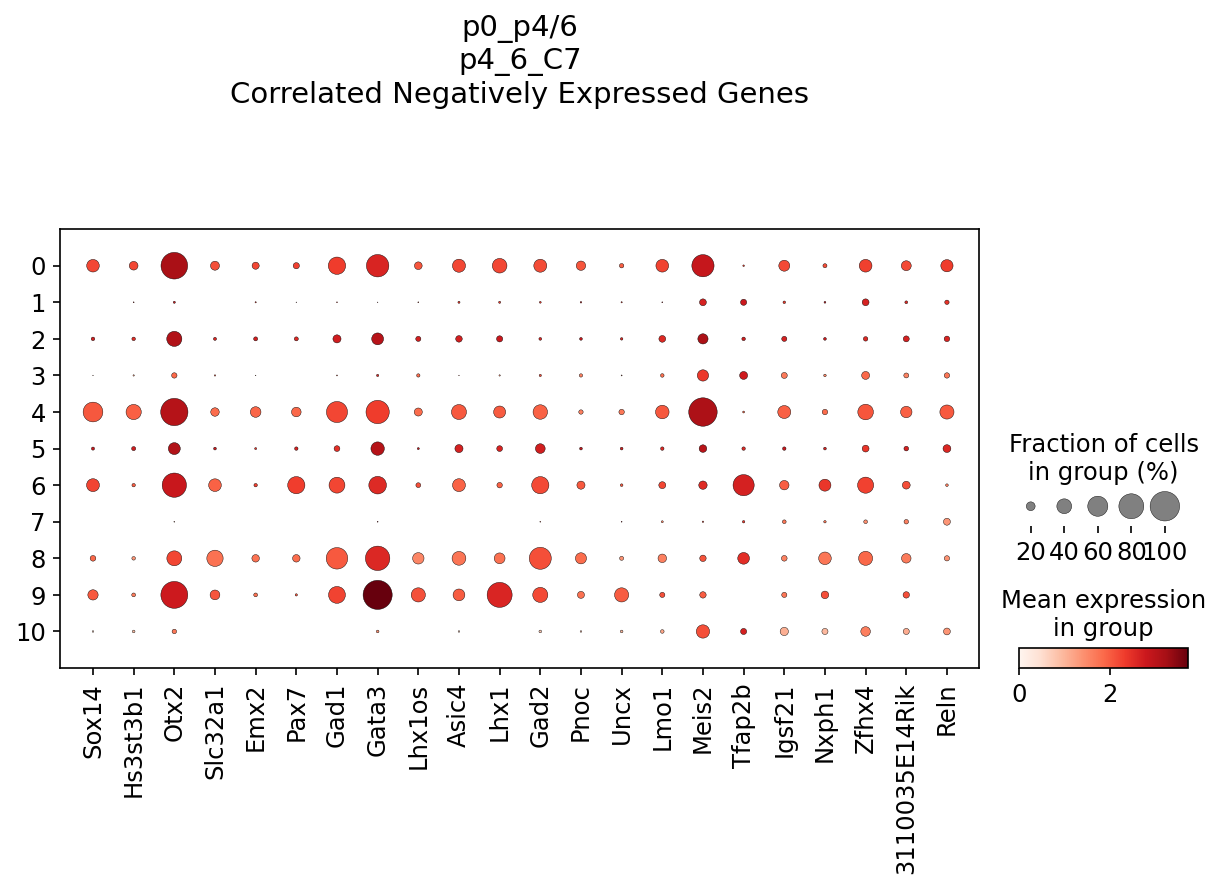 p0_p4/6
p4_6_C7
Correlated Negatively Expressed Genes
0
1
2
3
4
5
6
7
8
9
10
Sox14
Hs3st3b1
Otx2
Slc32a1
Emx2
Pax7
Gad1
Gata3
Lhx1os
Asic4
Lhx1
Gad2
Pnoc
Uncx
Lmo1
Meis2
Tfap2b
Igsf21
Nxph1
Zfhx4
3110035E14Rik
Reln
Fraction of cells
in group (%)
20 40 60 80 100
Mean expression
in group
0 2